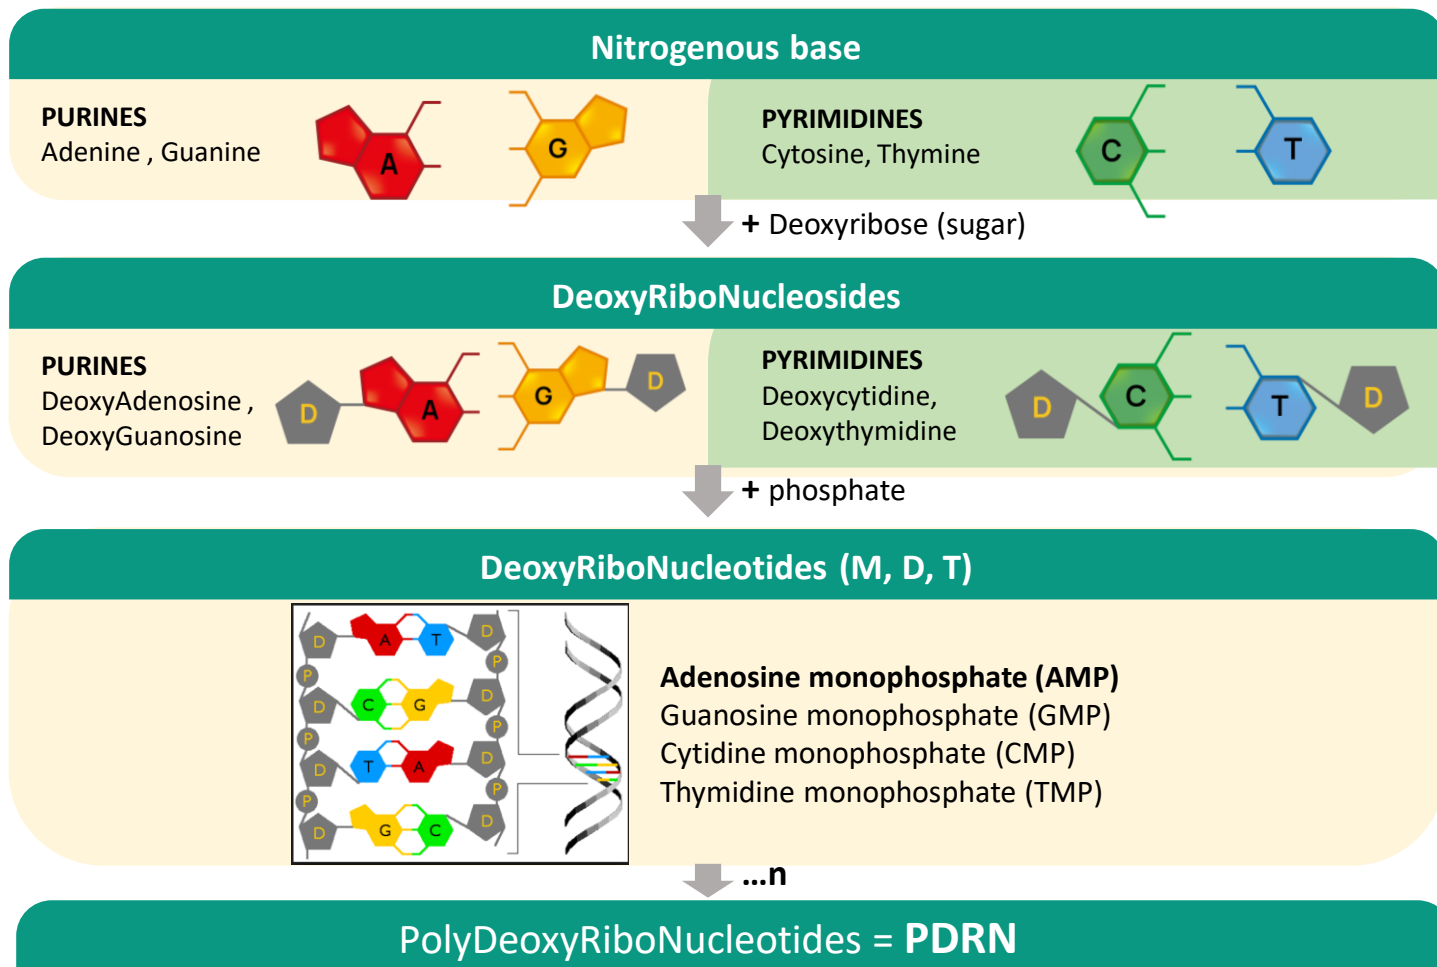 Nitrogenous base
PURINES
Adenine , Guanine
A
G
PYRIMIDINES
Cytosine, Thymine
C
T
+ Deoxyribose (sugar)
DeoxyRiboNucleosides
PURINES
DeoxyAdenosine ,
DeoxyGuanosine
D
A
G
D
PYRIMIDINES
Deoxycytidine,
Deoxythymidine
D
C
T
D
+ phosphate
DeoxyRiboNucleotides (M, D, T)
D A T D
P P
D C G D
P P
D T A D
P P
D G C D
Adenosine monophosphate (AMP)
Guanosine monophosphate (GMP)
Cytidine monophosphate (CMP)
Thymidine monophosphate (TMP)
...n
PolyDeoxyRiboNucleotides = PDRN